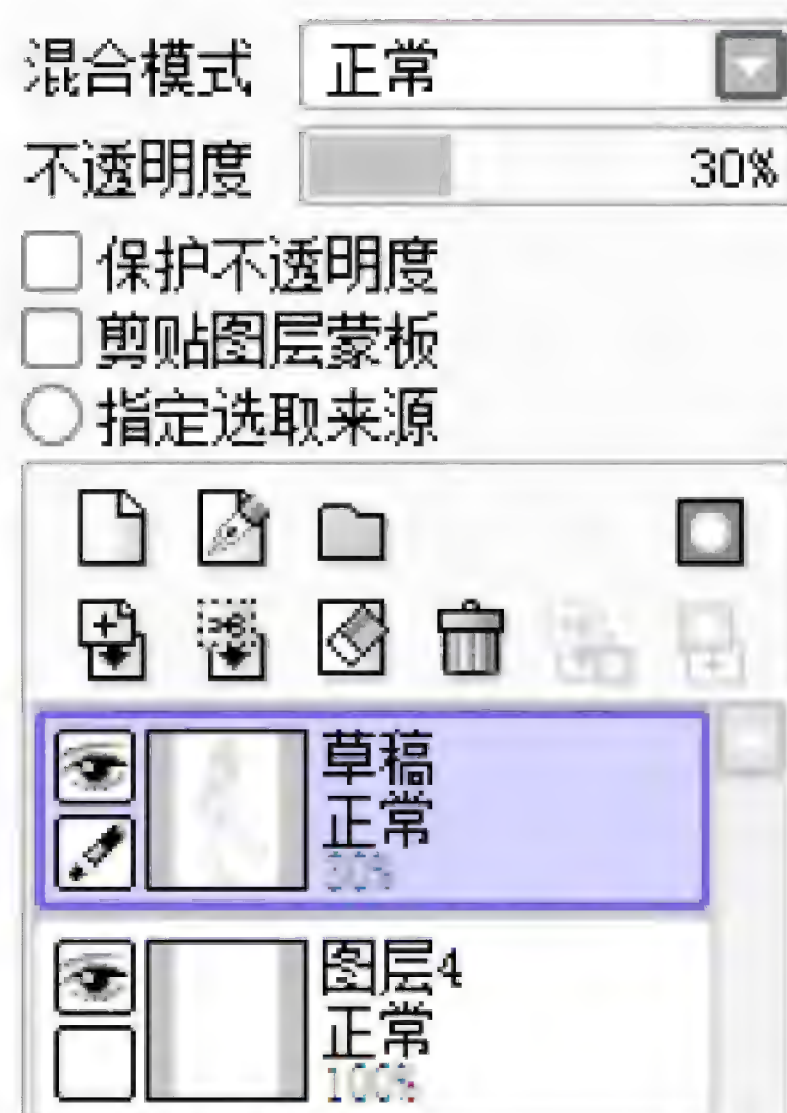 混合模式 正常
不透明度 30%
保护不透明度
剪贴图层蒙板
指定选取来源
草稿
正常
30%
图层4
正常
100%